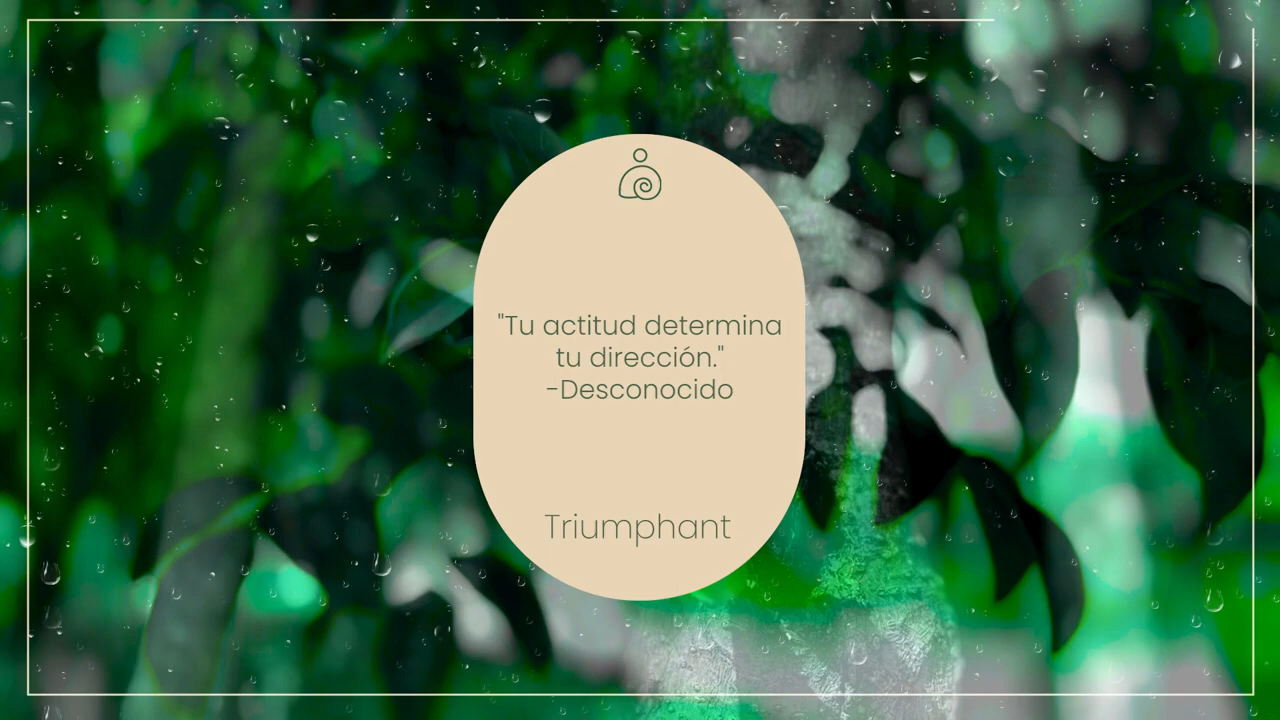 "Tu actitud determina
tu dirección."
-Desconocido
Triumphant